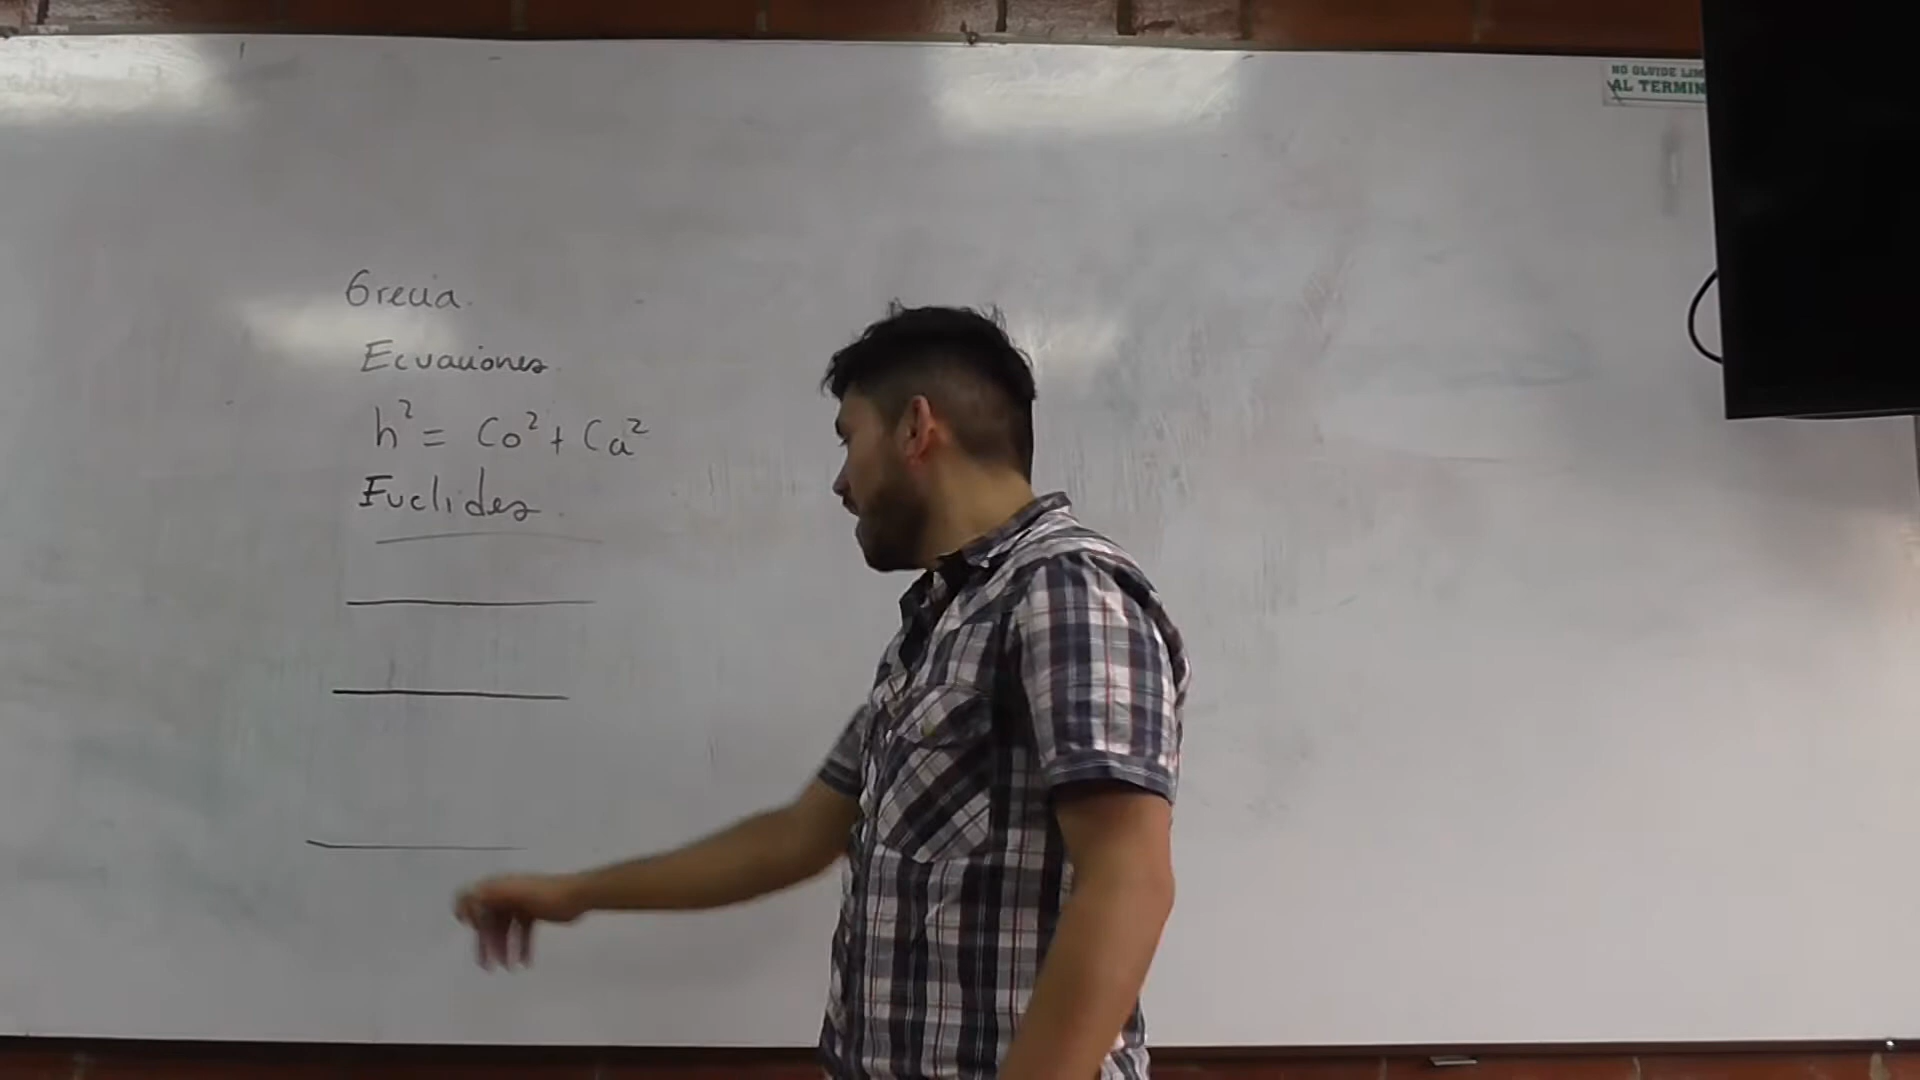 NO OLVIDE LIM
AL TERMIN
Grecia.
Ecuaciones.
h² = Co² + Ca²
Euclides.